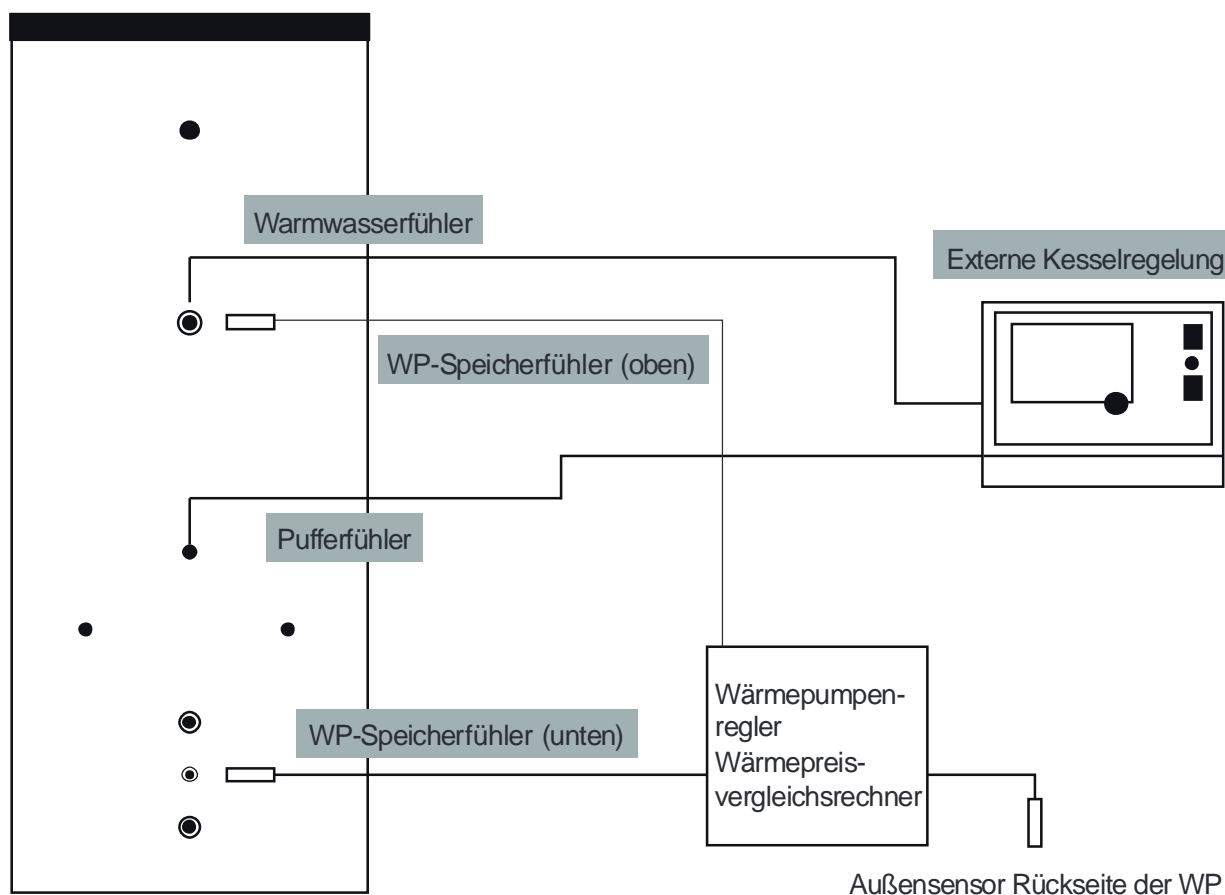 Warmwasserfühler
Externe Kesselregelung
WP-Speicherfühler (oben)
Pufferfühler
WP-Speicherfühler (unten)
Wärmepumpen-
regler
Wärmepreis-
vergleichsrechner
Außensensor Rückseite der WP